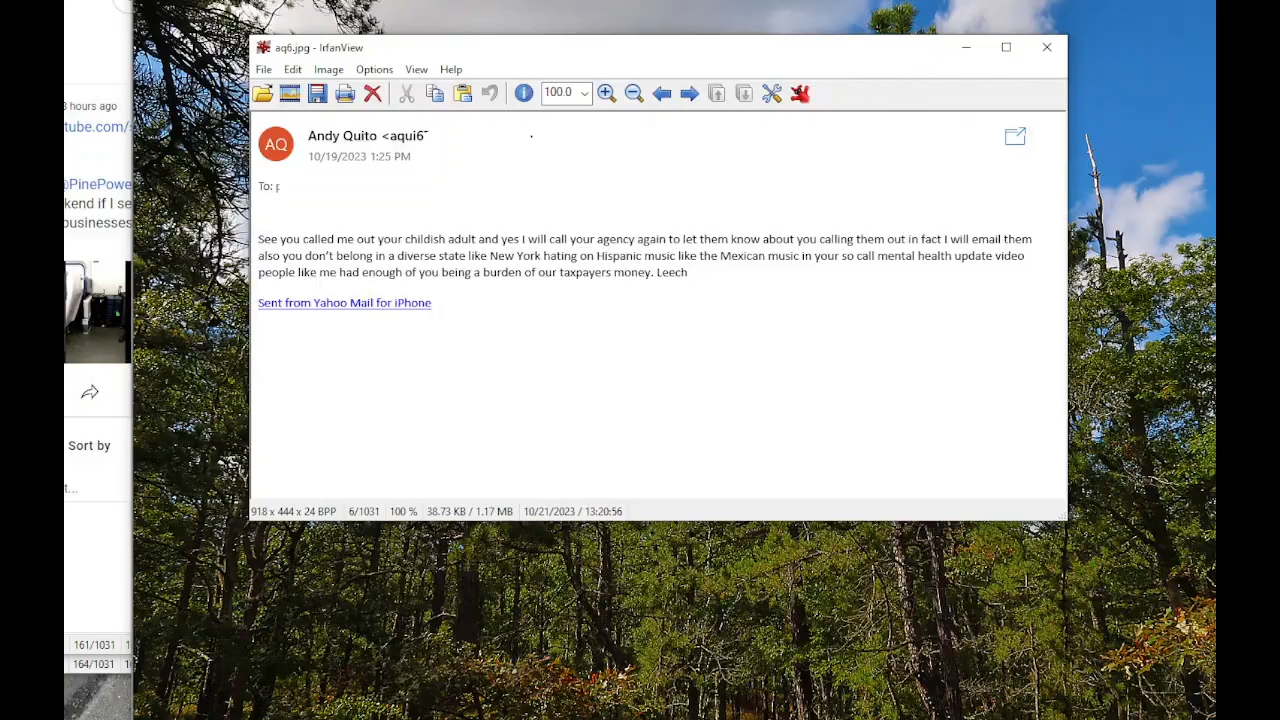 aq6.jpg - IrfanView
File Edit Image Options View Help
100.0
3 hours ago
tube.com/
@PinePowe
kend if I se
businesses
AQ
Andy Quito <aqui6
10/19/2023 1:25 PM
To:
See you called me out your childish adult and yes I will call your agency again to let them know about you calling them out in fact I will email them
also you don't belong in a diverse state like New York hating on Hispanic music like the Mexican music in your so call mental health update video
people like me had enough of you being a burden of our taxpayers money. Leech
Sent from Yahoo Mail for iPhone
Sort by
t...
918 x 444 x 24 BPP 6/1031 100 % 38.73 KB / 1.17 MB 10/21/2023 / 13:20:56
161/1031
164/1031